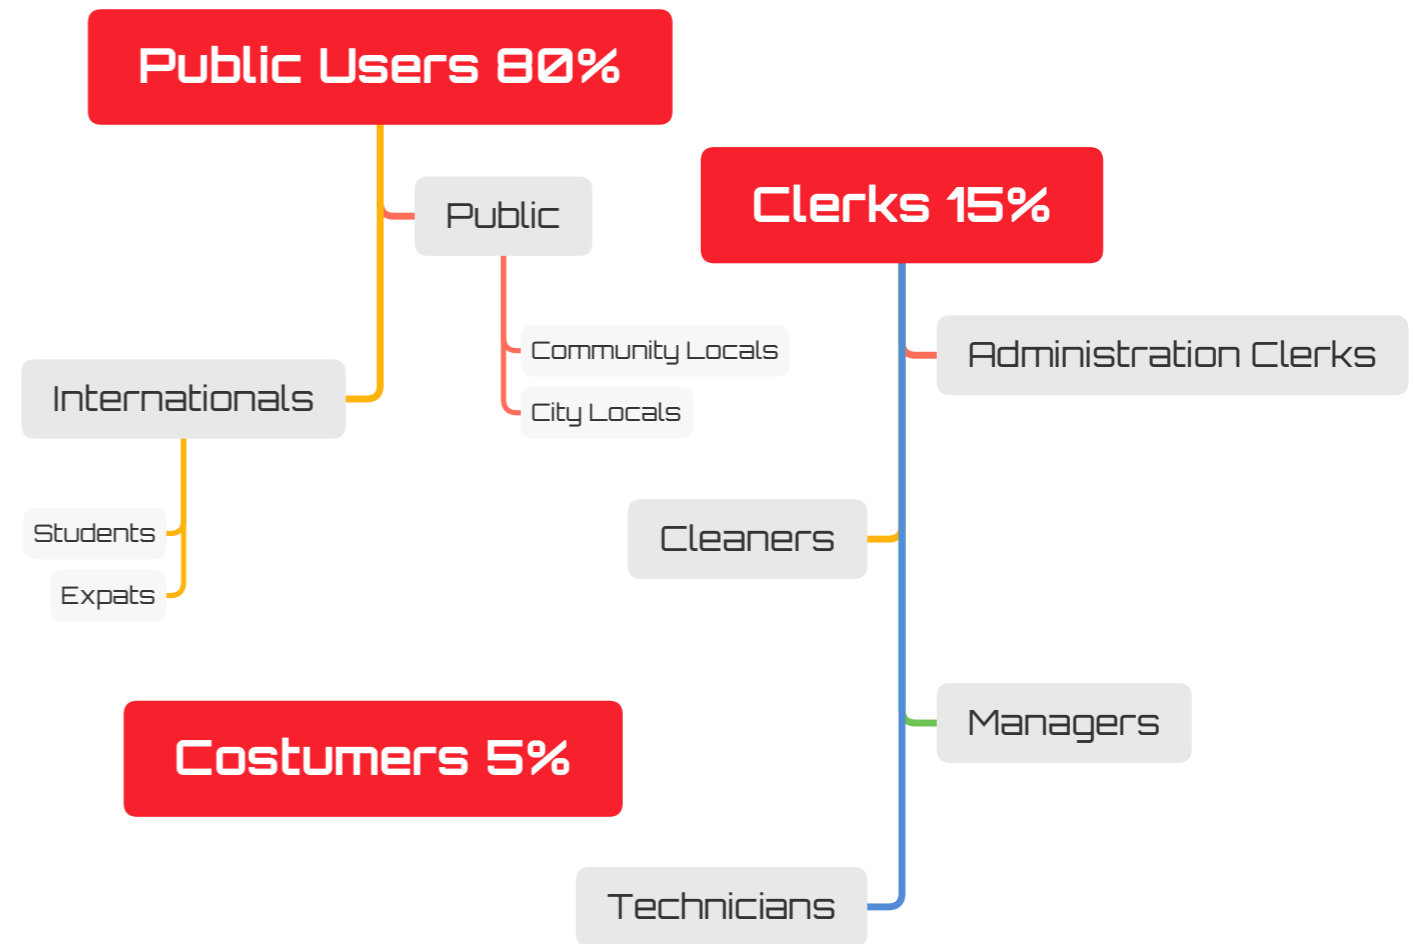 Public Users 80%
Public
Community Locals
City Locals
Internationals
Students
Expats
Clerks 15%
Administration Clerks
Cleaners
Managers
Technicians
Costumers 5%